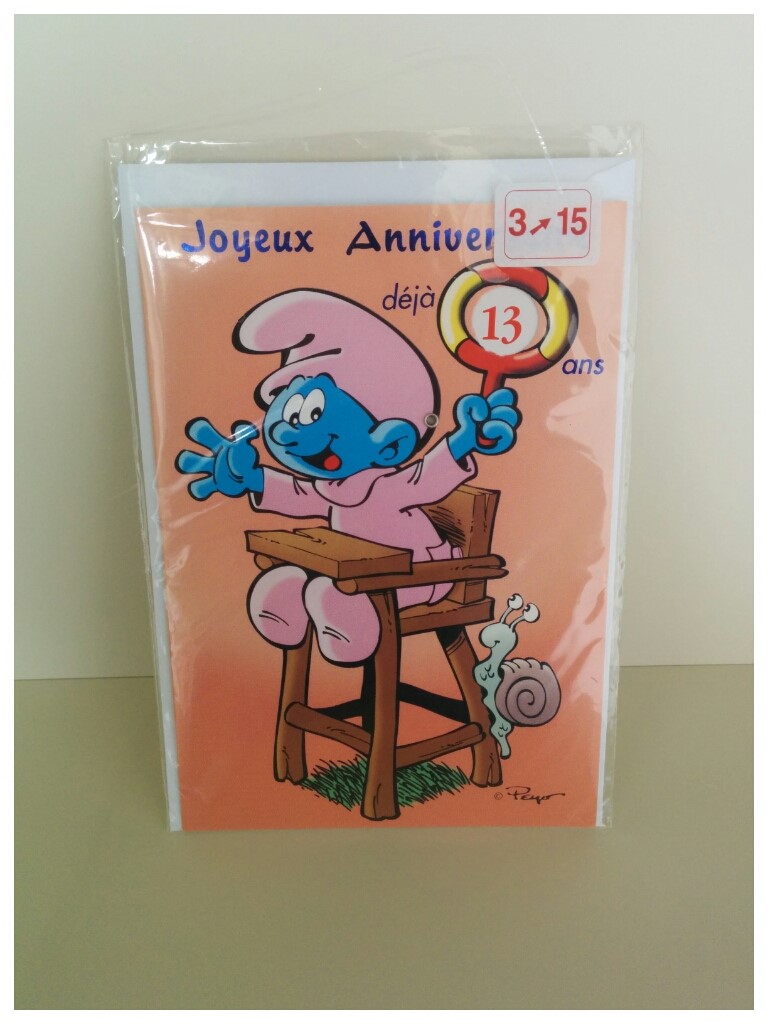 Joyeux Anniver
3→15
déjà
13
ans
© Peyo